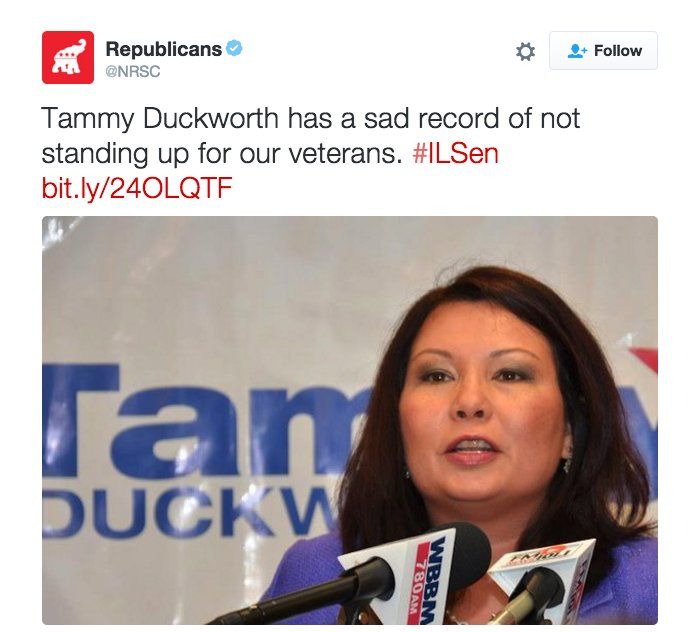 Republicans
@NRSC
Follow
Tammy Duckworth has a sad record of not
standing up for our veterans. #ILSen
bit.ly/24OLQTF
Tam
DUCKW
WBBM
780AM